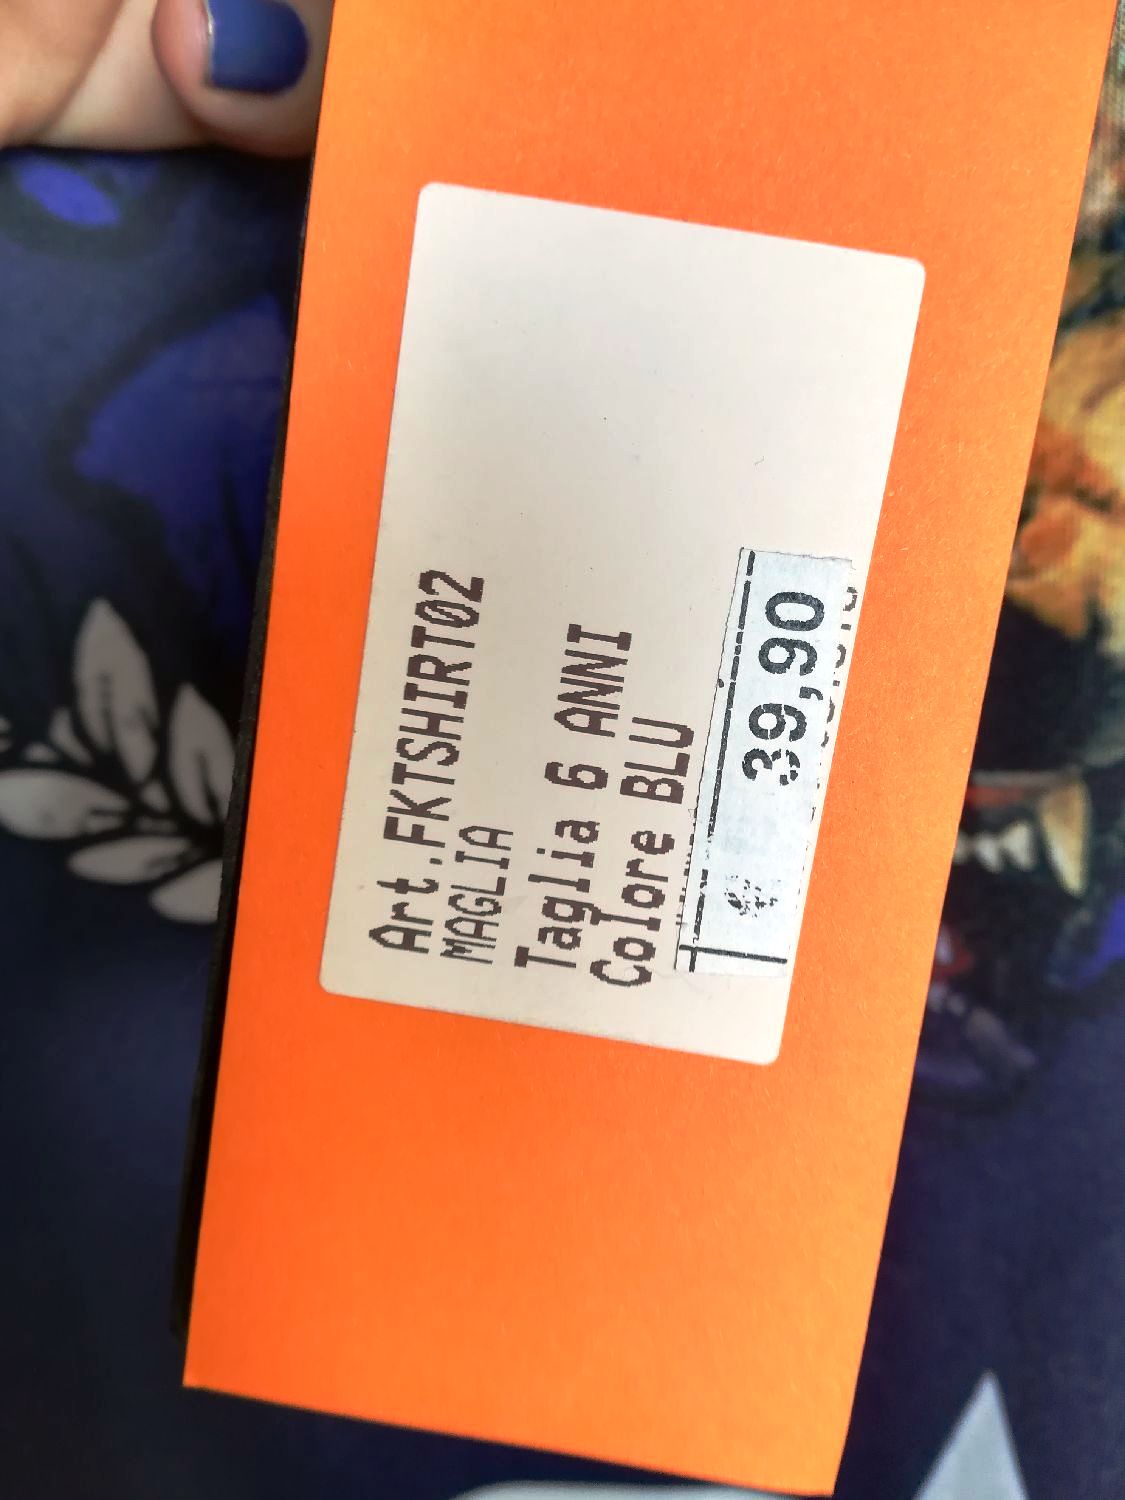 Art.FKTSHIRT02
MAGLIA
Taglia 6 ANNI
Colore BLU
39,90